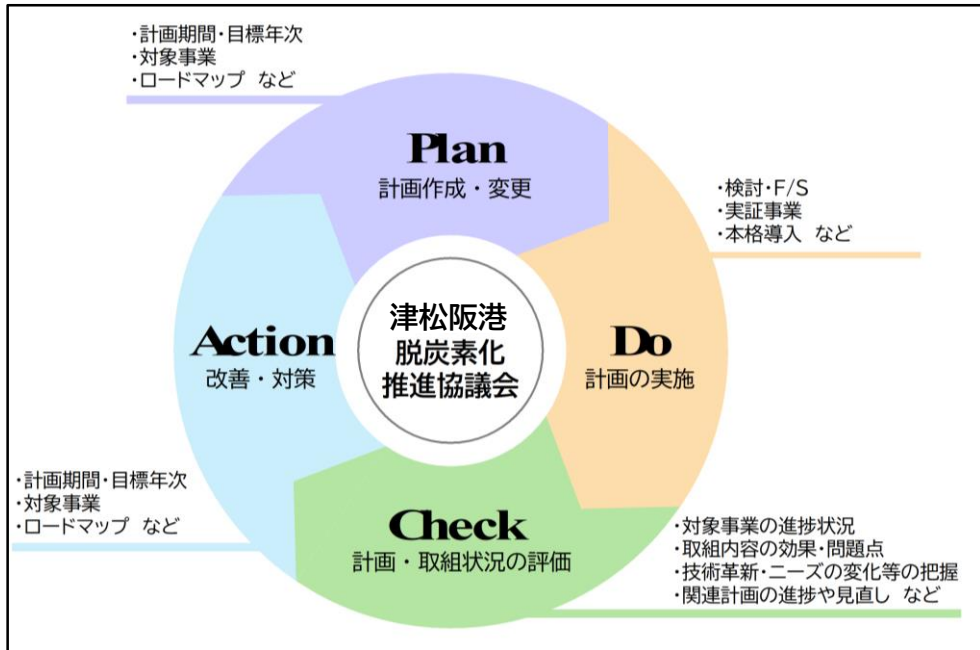 ・計画期間・目標年次
・対象事業
・ロードマップ など
Plan
計画作成・変更
・検討・F/S
・実証事業
・本格導入 など
Do
計画の実施
津松阪港
脱炭素化
推進協議会
Action
改善・対策
・計画期間・目標年次
・対象事業
・ロードマップ など
Check
計画・取組状況の評価
・対象事業の進捗状況
・取組内容の効果・問題点
・技術革新・ニーズの変化等の把握
・関連計画の進捗や見直し など